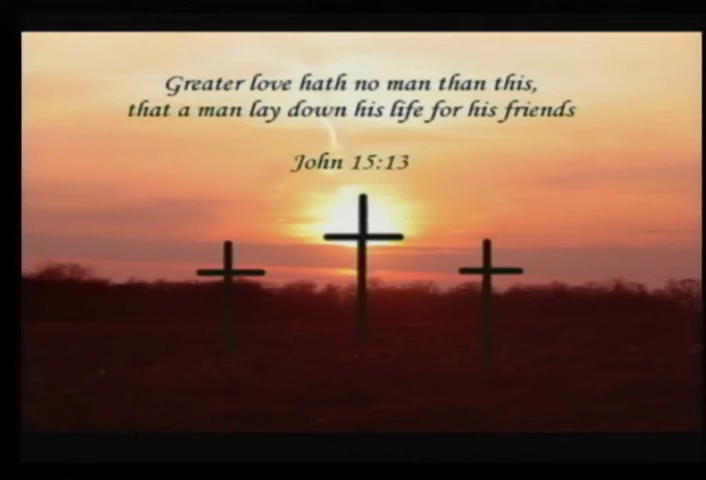 Greater love hath no man than this,
that a man lay down his life for his friends
John 15:13